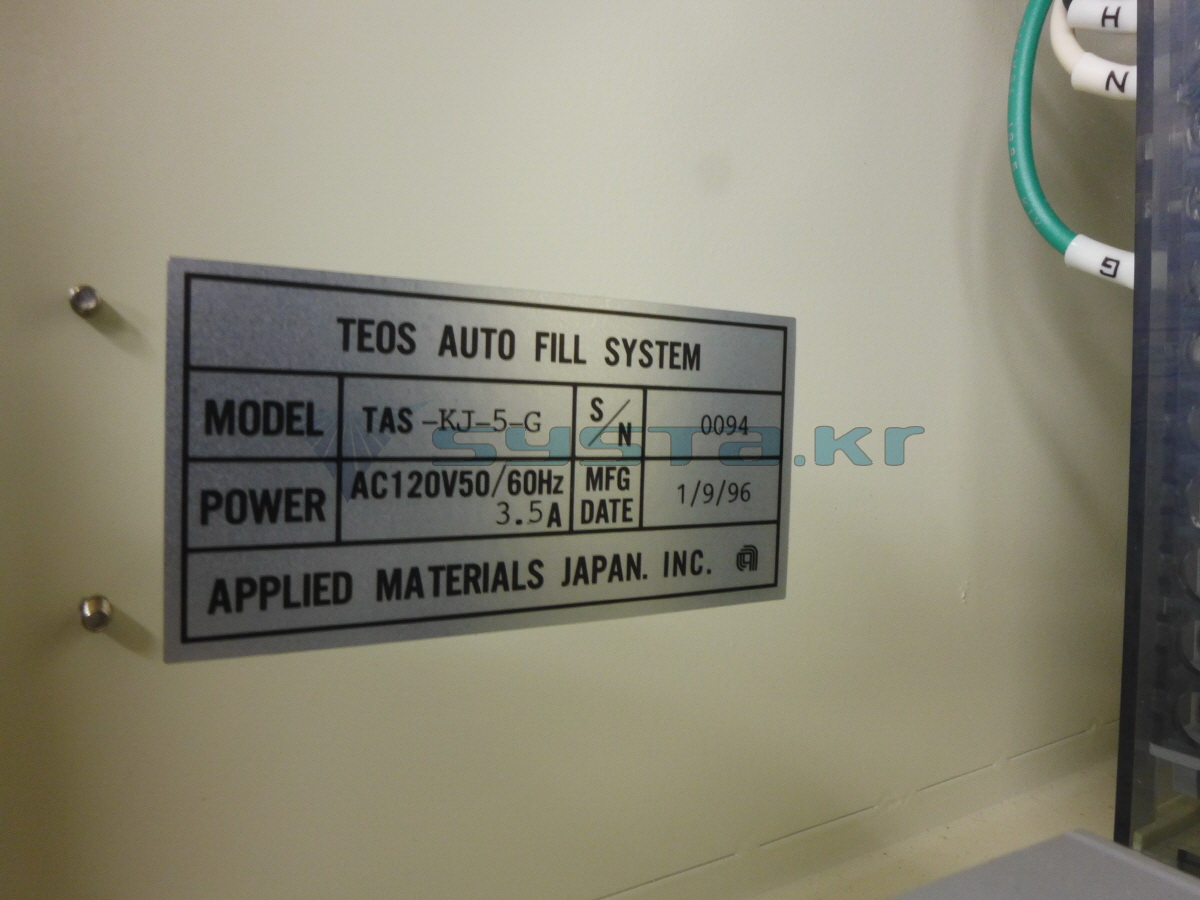 H
N
G
TEOS AUTO FILL SYSTEM
MODEL TAS-KJ-5-G S/N 0094
POWER AC120V50/60Hz 3.5A MFG DATE 1/9/96
APPLIED MATERIALS JAPAN. INC.
systa.kr